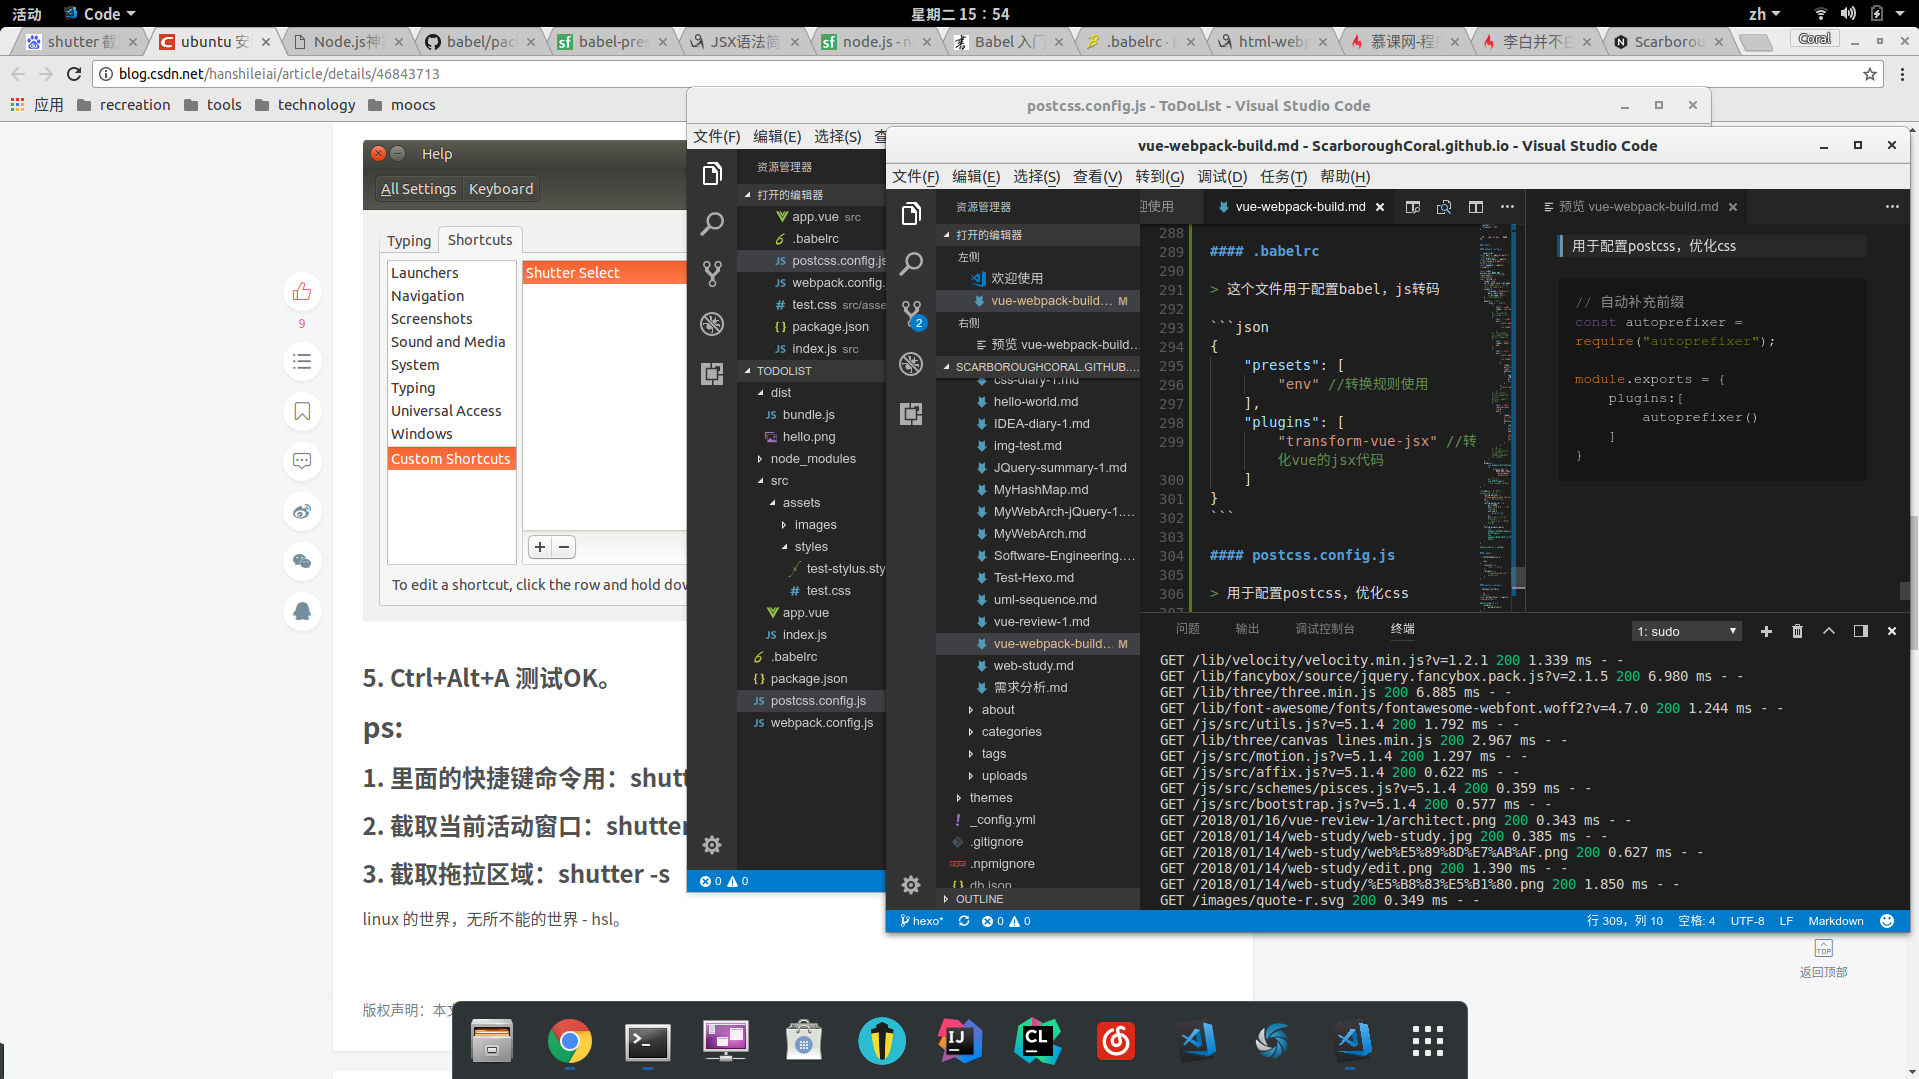 活动 Code 星期二 15：54 zh
shutter 截 ubuntu 安 Node.js神 babel/pac babel-pres JSX语法简 node.js - n Babel 入门 .babelrc · html-webp 慕课网-程 李白并不 Scarborou Coral
blog.csdn.net/hanshileiai/article/details/46843713
应用 recreation tools technology moocs
Help
All Settings Keyboard
Typing Shortcuts
Launchers
Navigation
Screenshots
Sound and Media
System
Typing
Universal Access
Windows
Custom Shortcuts
Shutter Select
To edit a shortcut, click the row and hold dow
9
5. Ctrl+Alt+A 测试OK。
ps:
1. 里面的快捷键命令用：shutt
2. 截取当前活动窗口：shutter
3. 截取拖拉区域：shutter -s
linux 的世界，无所不能的世界 - hsl。
版权声明：本文
返回顶部
TOP
postcss.config.js - ToDoList - Visual Studio Code
文件(F) 编辑(E) 选择(S) 查
资源管理器
打开的编辑器
app.vue src
.babelrc
postcss.config.js
webpack.config.
test.css src/asse
package.json
index.js src
TODOLIST
dist
bundle.js
hello.png
node_modules
src
assets
images
styles
test-stylus.sty
test.css
app.vue
index.js
.babelrc
package.json
postcss.config.js
webpack.config.js
0 0
vue-webpack-build.md - ScarboroughCoral.github.io - Visual Studio Code
文件(F) 编辑(E) 选择(S) 查看(V) 转到(G) 调试(D) 任务(T) 帮助(H)
资源管理器
打开的编辑器
左侧
欢迎使用
vue-webpack-build... M
右侧
预览 vue-webpack-build...
2
SCARBOROUGHCORAL.GITHUB....
css-diary-1.md
hello-world.md
IDEA-diary-1.md
img-test.md
JQuery-summary-1.md
MyHashMap.md
MyWebArch-jQuery-1....
MyWebArch.md
Software-Engineering....
Test-Hexo.md
uml-sequence.md
vue-review-1.md
vue-webpack-build... M
web-study.md
需求分析.md
about
categories
tags
uploads
themes
_config.yml
.gitignore
.npmignore
db.json
OUTLINE
迎使用 vue-webpack-build.md 预览 vue-webpack-build.md
288
289 #### .babelrc
290
291 > 这个文件用于配置babel，js转码
292
293 ```json
294 {
295 "presets": [
296 "env" //转换规则使用
297 ],
298 "plugins": [
299 "transform-vue-jsx" //转
化vue的jsx代码
300 ]
301 }
302 ```
303
304 #### postcss.config.js
305
306 > 用于配置postcss，优化css
307
用于配置postcss，优化css
// 自动补充前缀
const autoprefixer =
require("autoprefixer");
module.exports = {
plugins:[
autoprefixer()
]
}
问题 输出 调试控制台 终端 1: sudo
GET /lib/velocity/velocity.min.js?v=1.2.1 200 1.339 ms - -
GET /lib/fancybox/source/jquery.fancybox.pack.js?v=2.1.5 200 6.980 ms - -
GET /lib/three/three.min.js 200 6.885 ms - -
GET /lib/font-awesome/fonts/fontawesome-webfont.woff2?v=4.7.0 200 1.244 ms - -
GET /js/src/utils.js?v=5.1.4 200 1.792 ms - -
GET /lib/three/canvas lines.min.js 200 2.967 ms - -
GET /js/src/motion.js?v=5.1.4 200 1.297 ms - -
GET /js/src/affix.js?v=5.1.4 200 0.622 ms - -
GET /js/src/schemes/pisces.js?v=5.1.4 200 0.359 ms - -
GET /js/src/bootstrap.js?v=5.1.4 200 0.577 ms - -
GET /2018/01/16/vue-review-1/architect.png 200 0.343 ms - -
GET /2018/01/14/web-study/web-study.jpg 200 0.385 ms - -
GET /2018/01/14/web-study/web%E5%89%8D%E7%AB%AF.png 200 0.627 ms - -
GET /2018/01/14/web-study/edit.png 200 1.390 ms - -
GET /2018/01/14/web-study/%E5%B8%83%E5%B1%80.png 200 1.850 ms - -
GET /images/quote-r.svg 200 0.349 ms - -
hexo* 0 0 行 309，列 10 空格: 4 UTF-8 LF Markdown
IJ CL